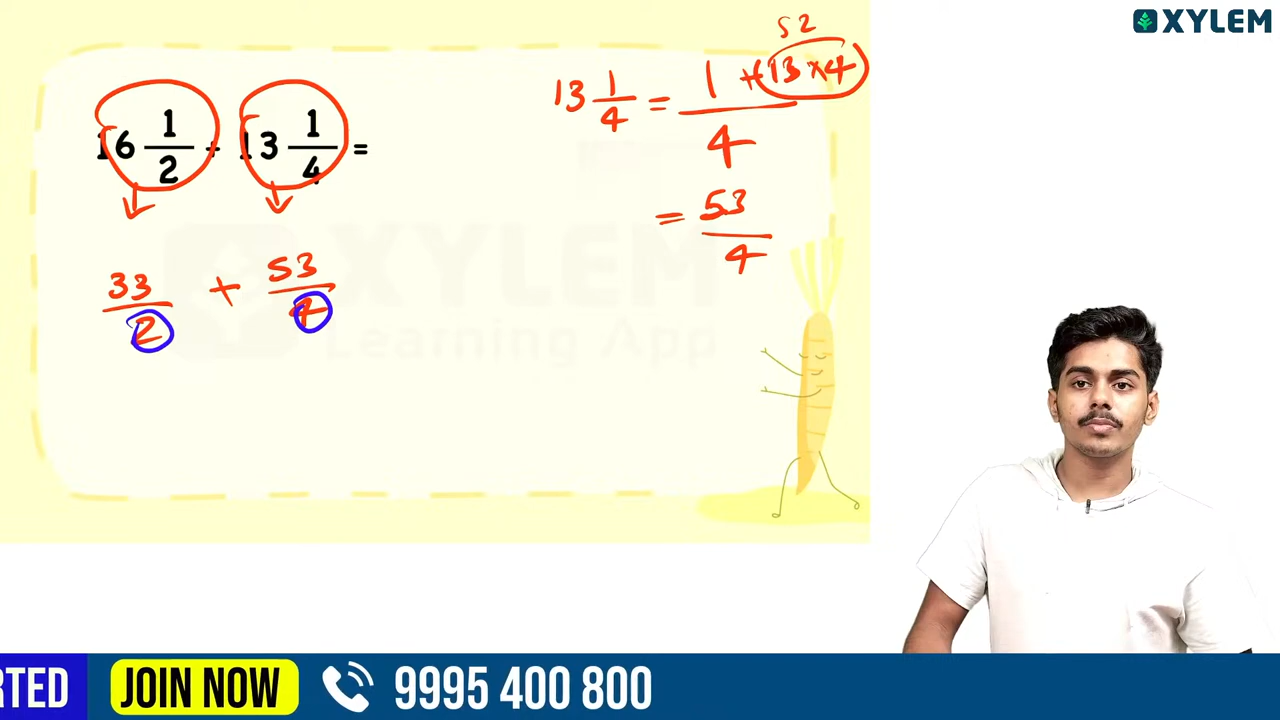 XYLEM
16 1/2 + 13 1/4 =
52
13 1/4 = 1 + (13 × 4) / 4
= 53/4
33/2 + 53/4
XYLEM
Learning App
RTED JOIN NOW 9995 400 800